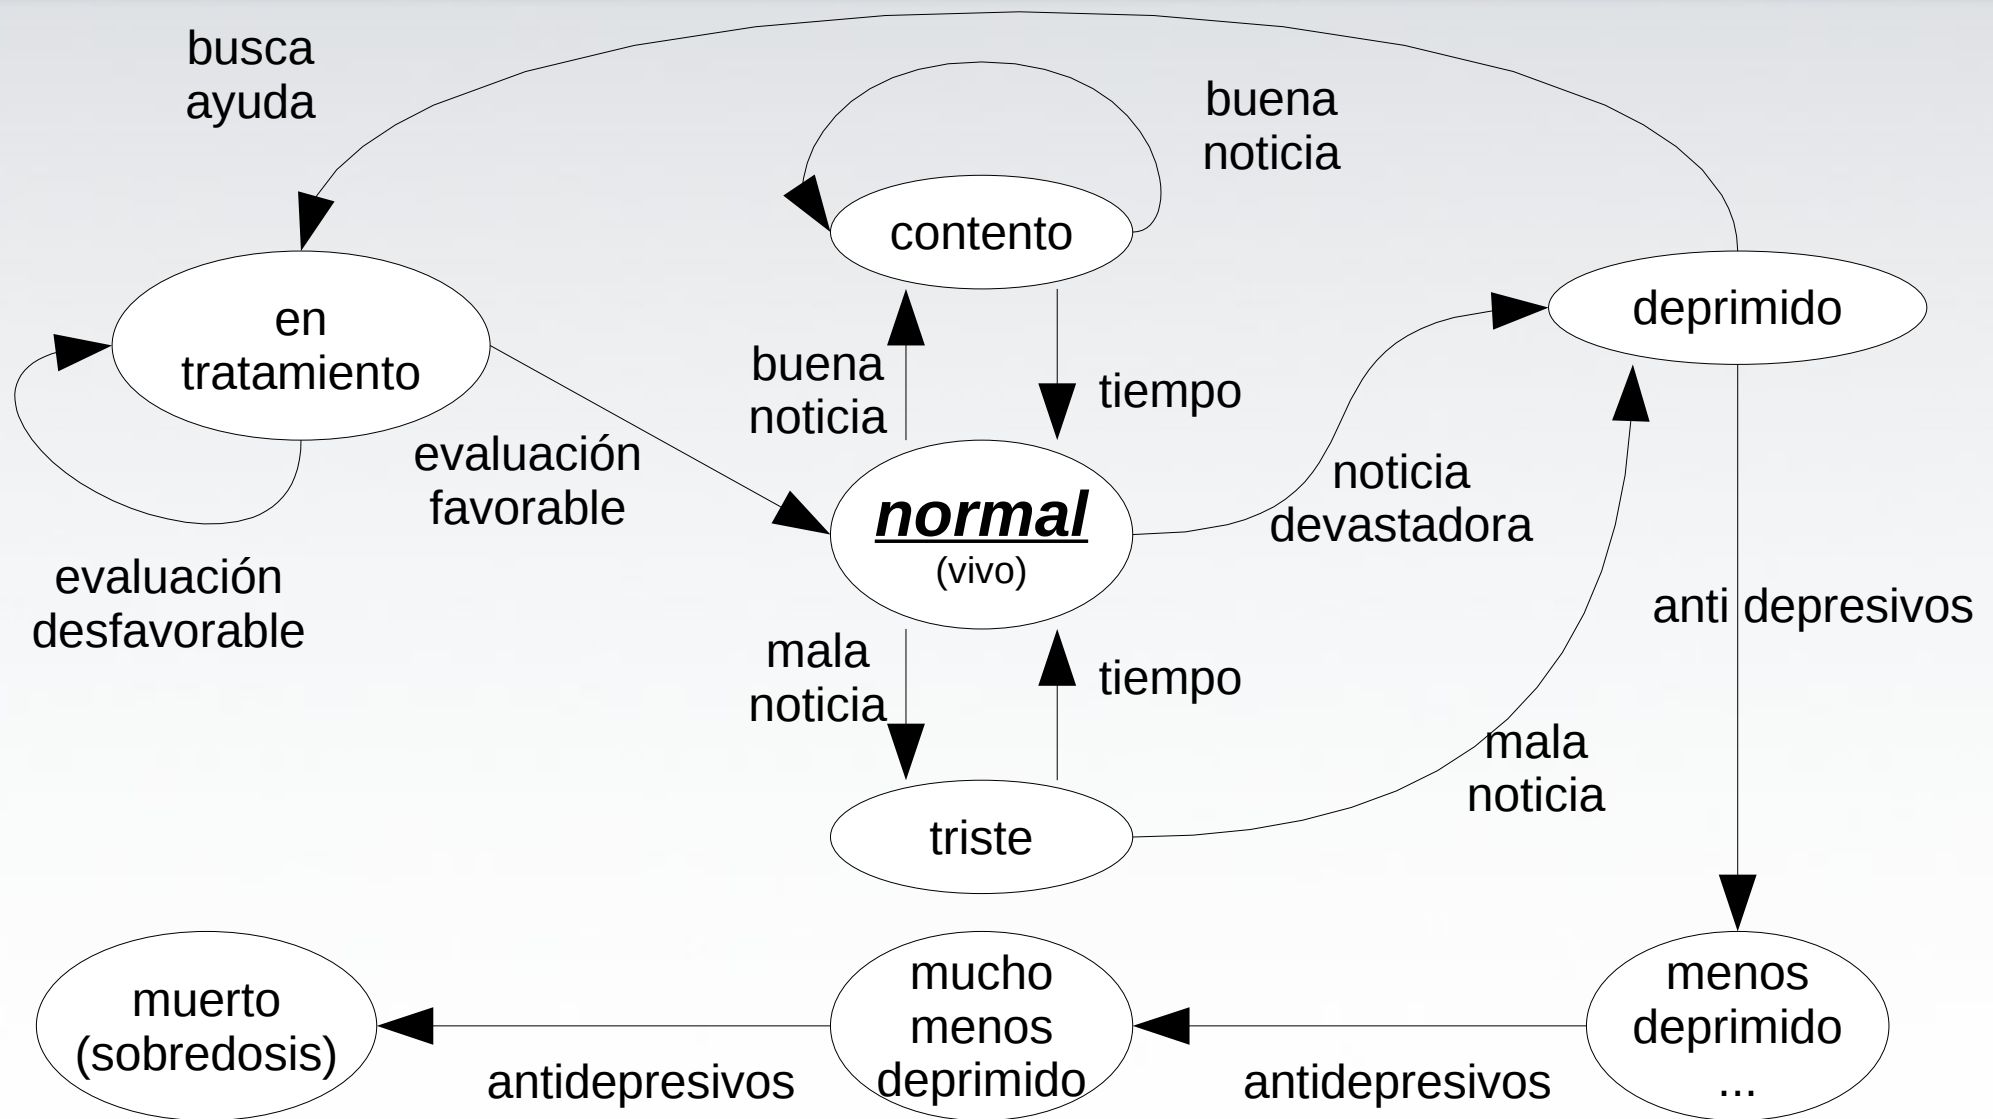 busca
ayuda
buena
noticia
contento
deprimido
en
tratamiento
buena
noticia
tiempo
evaluación
favorable
normal
(vivo)
noticia
devastadora
evaluación
desfavorable
anti depresivos
mala
noticia
tiempo
mala
noticia
triste
muerto
(sobredosis)
antidepresivos
mucho
menos
deprimido
antidepresivos
menos
deprimido
...